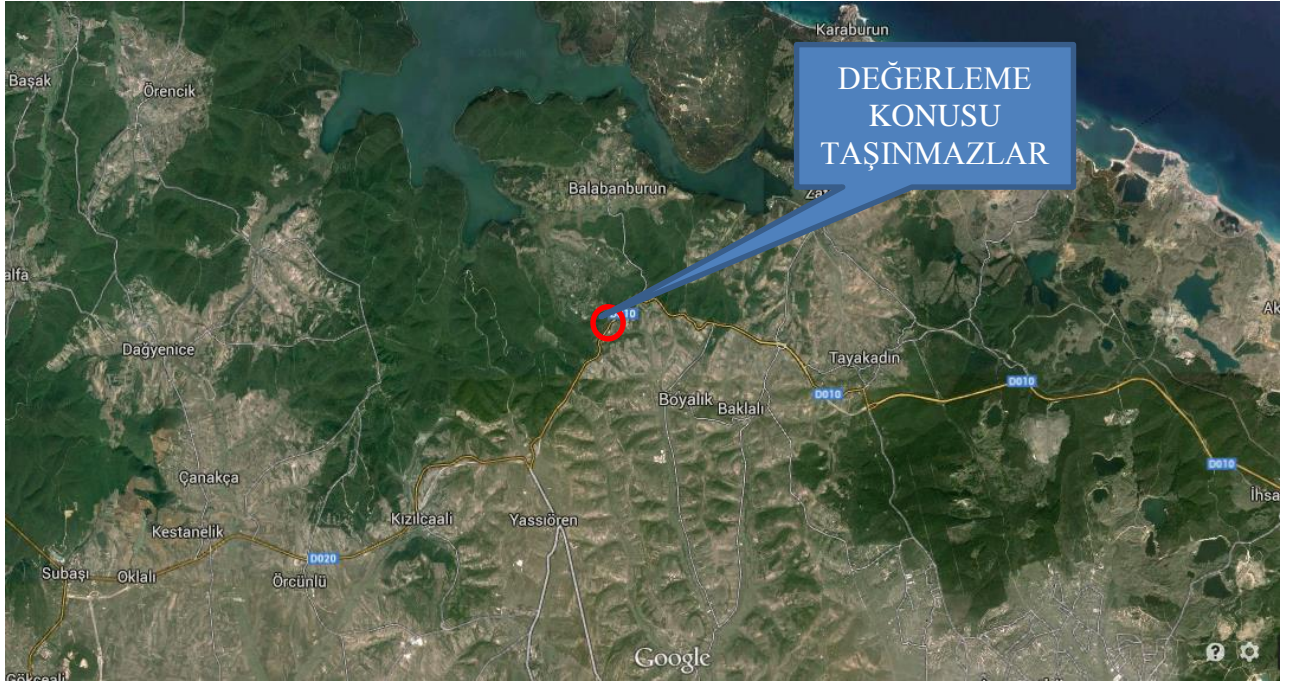 Karaburun
DEĞERLEME
KONUSU
TAŞINMAZLAR
Başak
Örencik
Balabanburun
Dağyenice
Tayakadın
D010
D010
Boyalık
Baklalı
D010
Çanakça
Kızılcaali
Yassıören
Kestanelik
D020
Subaşı
Oklalı
Örcünlü
Google